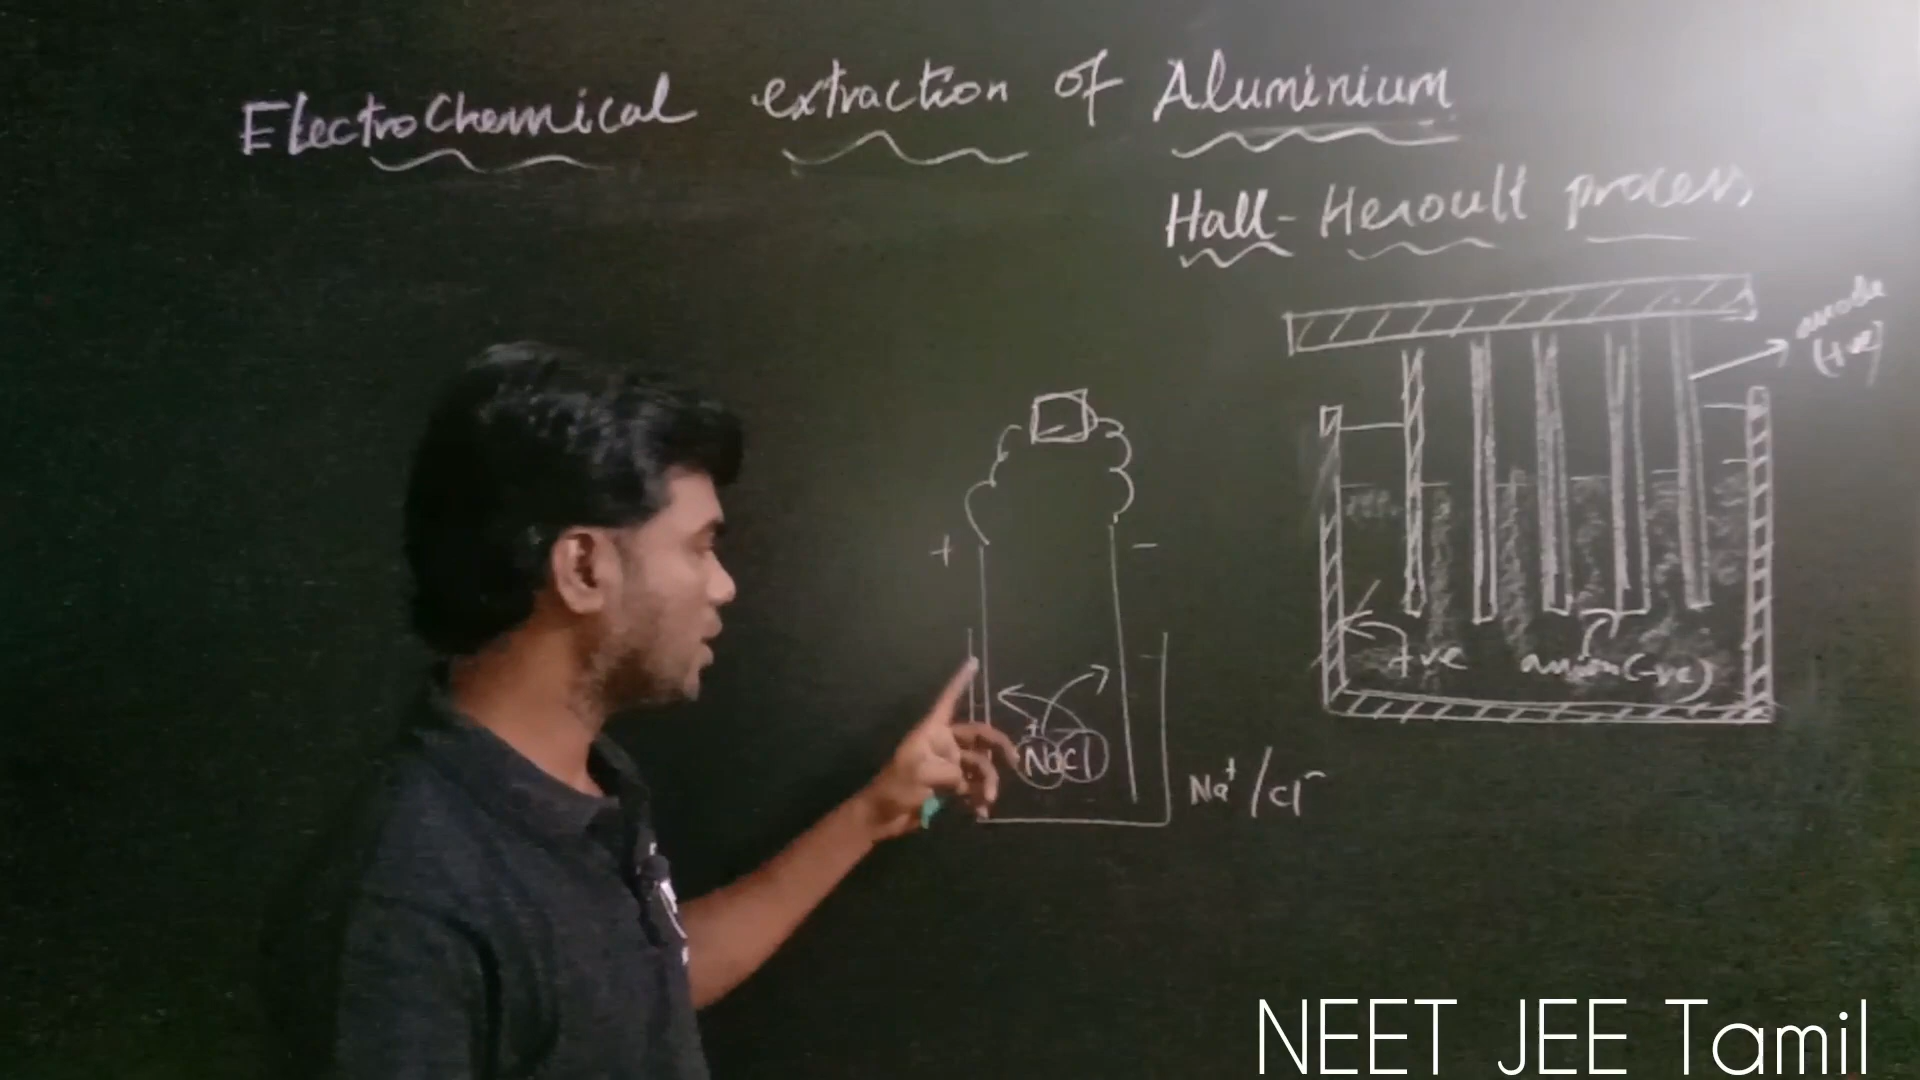 ElectroChemical extraction of Aluminium
Hall-Heroult process
anode
(+ve)
+ -
+ve anion(-ve)
+
NaCl
Na⁺/Cl⁻
NEET JEE Tamil